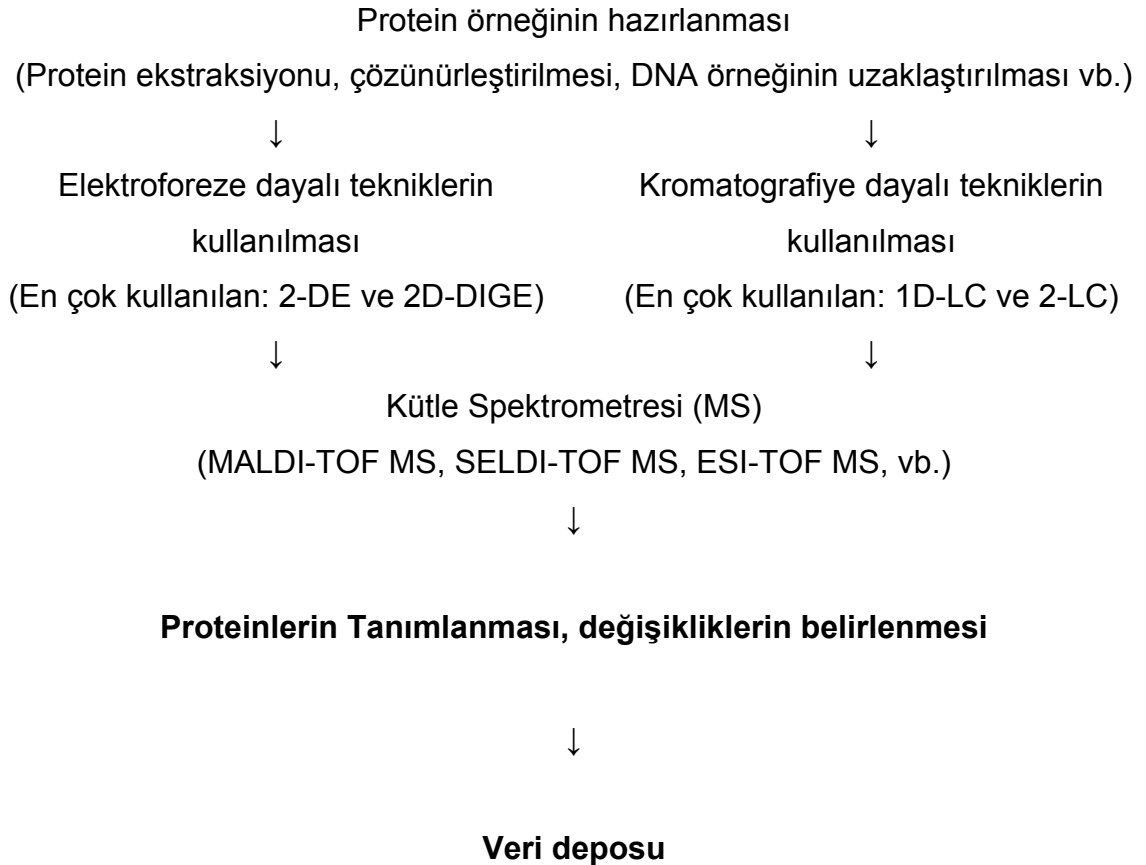 Protein örneğinin hazırlanması
(Protein ekstraksiyonu, çözünürleştirilmesi, DNA örneğinin uzaklaştırılması vb.)
↓ ↓
Elektroforeze dayalı tekniklerin
kullanılması
(En çok kullanılan: 2-DE ve 2D-DIGE)
Kromatografiye dayalı tekniklerin
kullanılması
(En çok kullanılan: 1D-LC ve 2-LC)
↓ ↓
Kütle Spektrometresi (MS)
(MALDI-TOF MS, SELDI-TOF MS, ESI-TOF MS, vb.)
↓
Proteinlerin Tanımlanması, değişikliklerin belirlenmesi
↓
Veri deposu